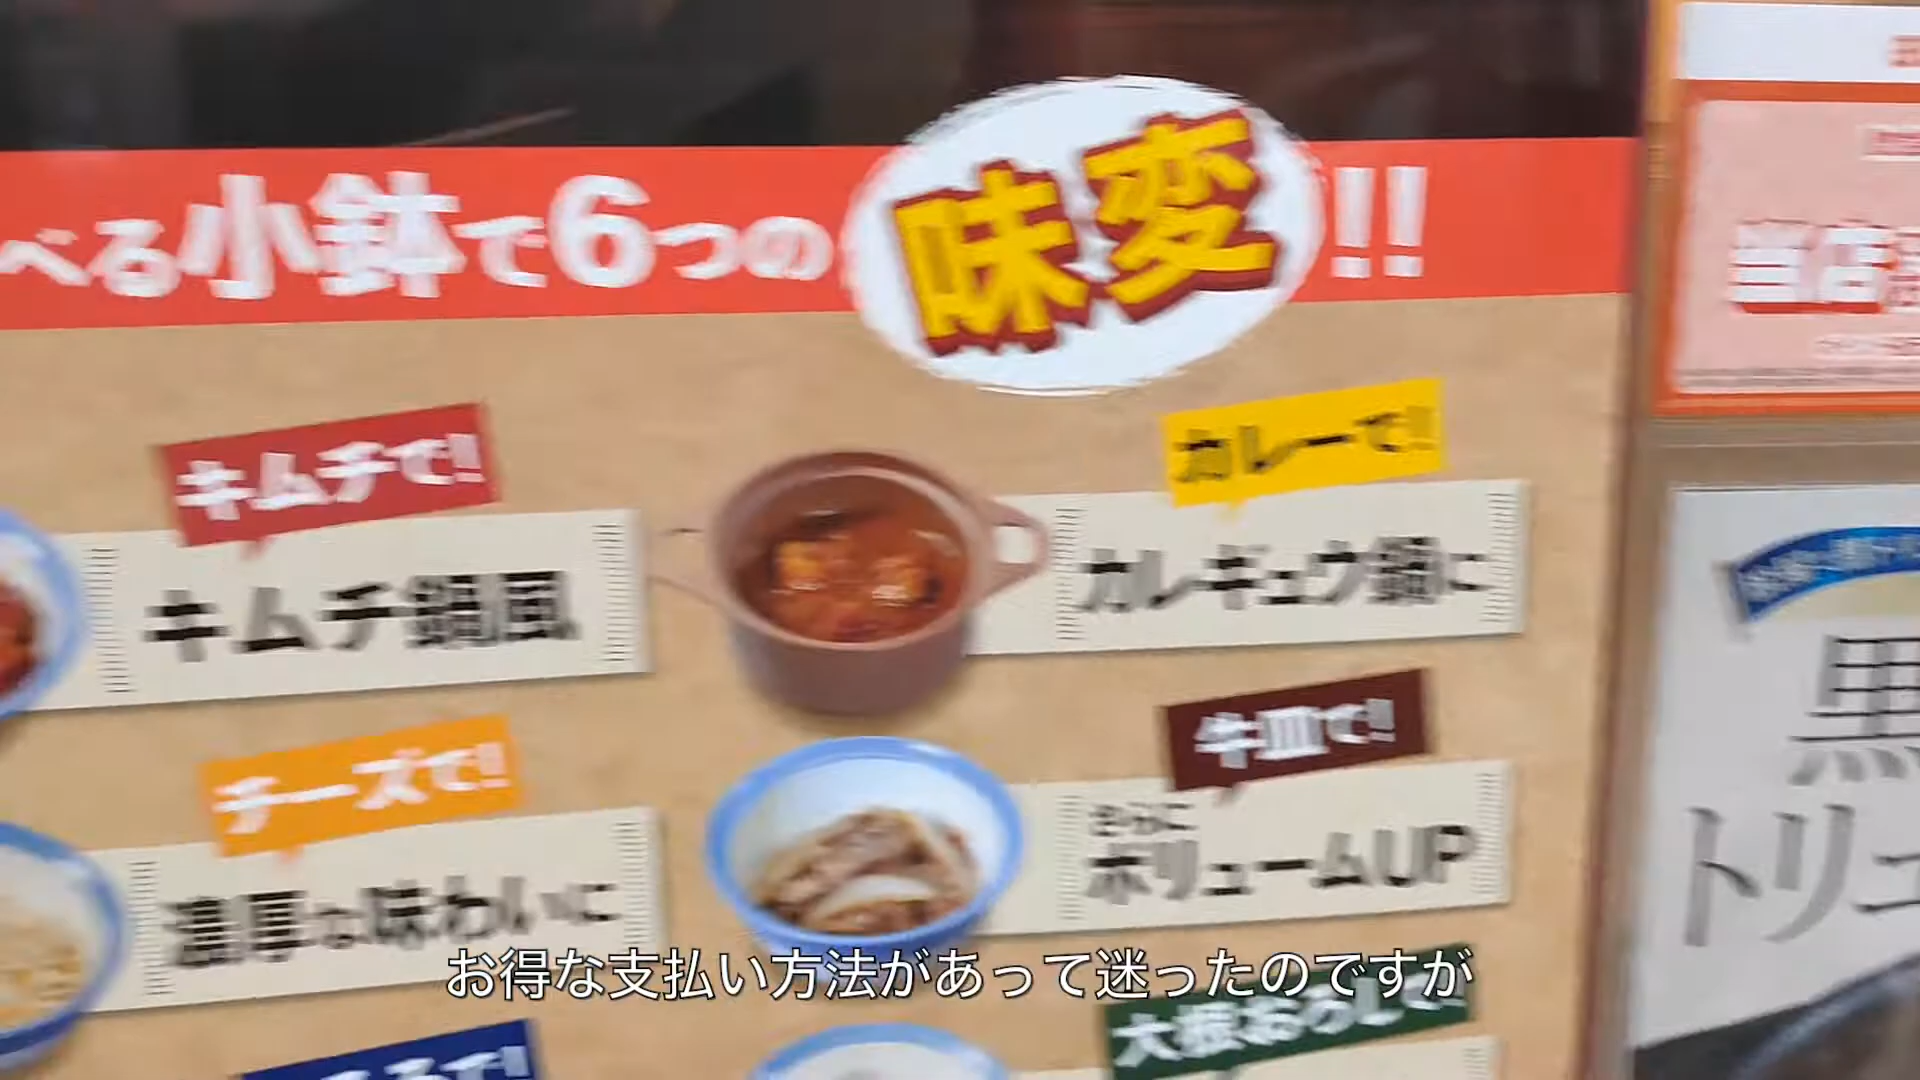 べる小鉢で6つの味変!!
キムチで!
キムチ鍋風
カレーで!
カレギュウ鍋に
チーズで!
濃厚な味わいに
牛皿で!!
さらに
ボリュームUP
大根おろしで
当店
黒
トリュ
お得な支払い方法があって迷ったのですが